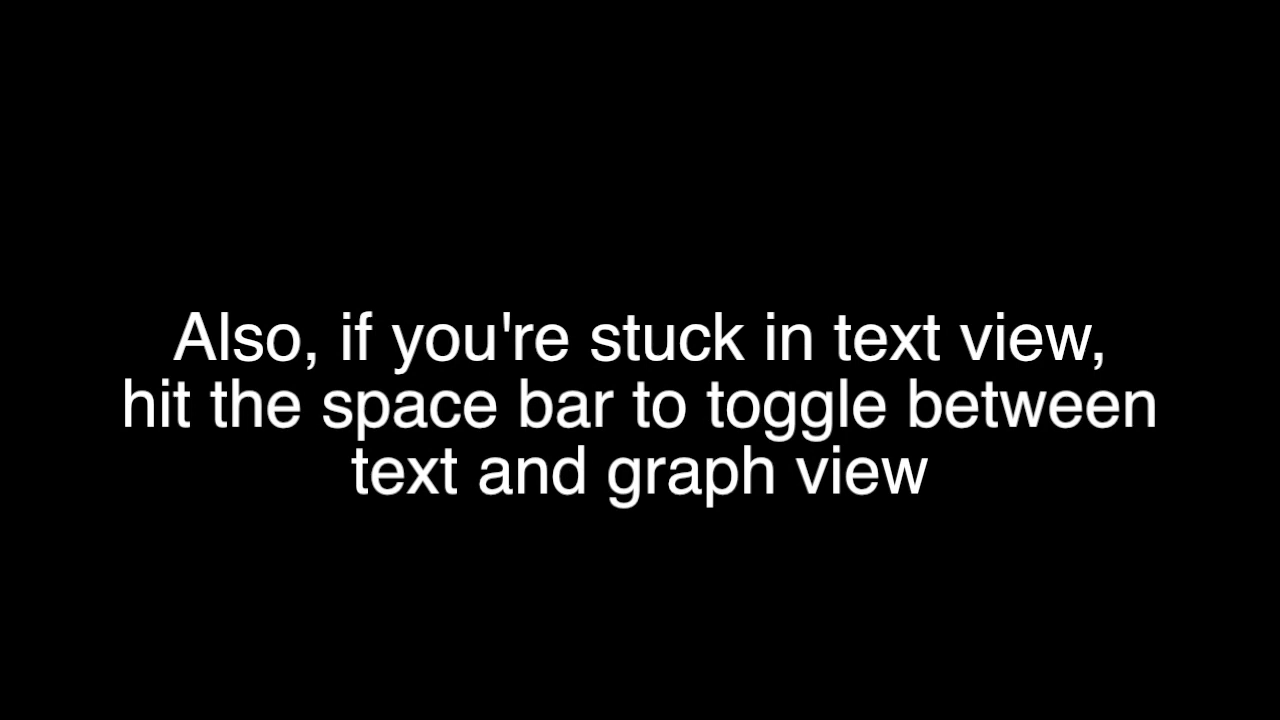 Also, if you're stuck in text view,
hit the space bar to toggle between
text and graph view